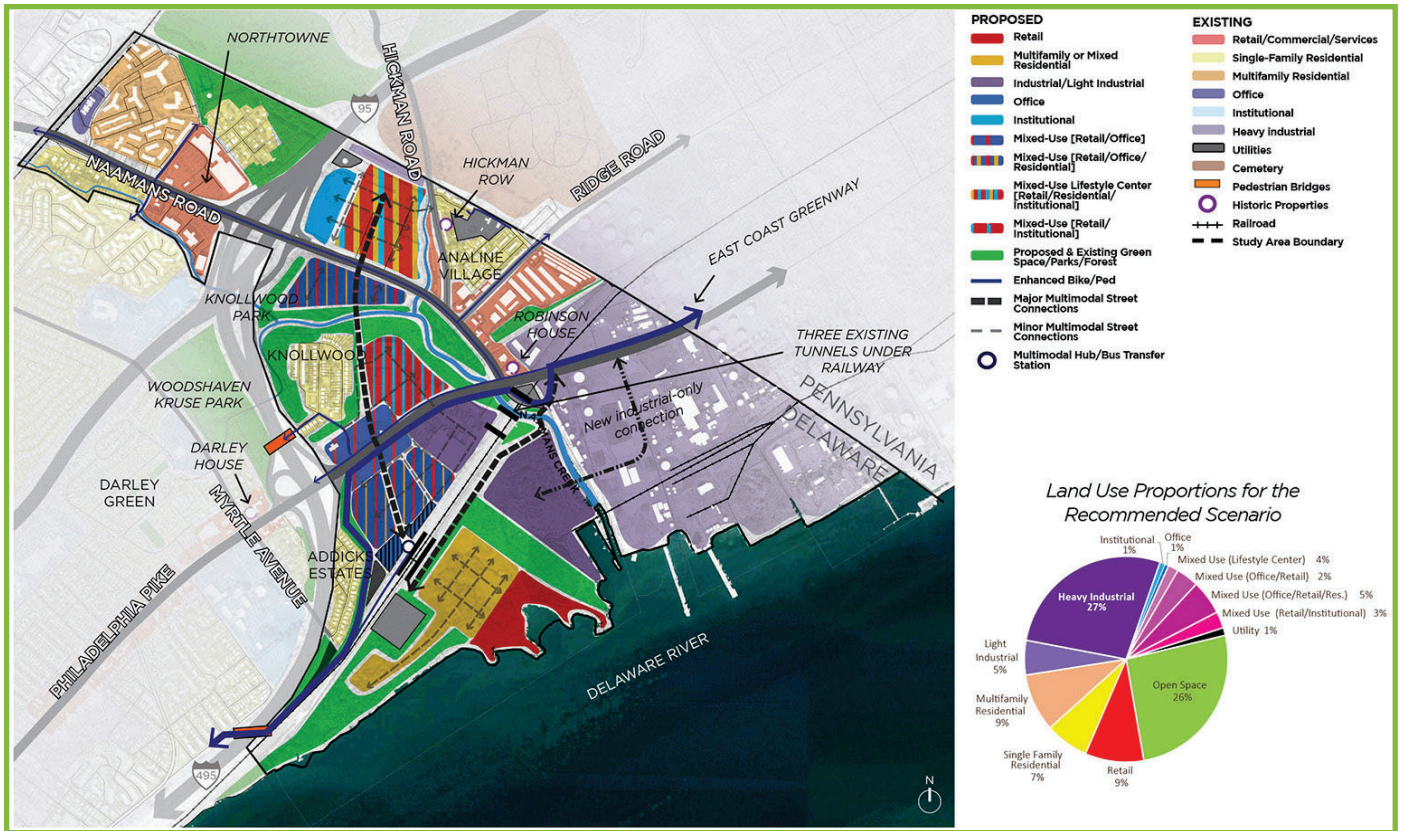 NORTHTOWNE
HICKMAN ROAD
95
NAAMANS ROAD
HICKMAN
ROW
RIDGE ROAD
EAST COAST GREENWAY
ANALINE
VILLAGE
KNOLLWOOD
PARK
ROBINSON
HOUSE
THREE EXISTING
TUNNELS UNDER
RAILWAY
KNOLLWOOD
WOODSHAVEN
KRUSE PARK
New industrial-only
connection
PENNSYLVANIA
DELAWARE
NAAMANS CREEK
DARLEY
HOUSE
DARLEY
GREEN
MYRTLE AVENUE
ADDICKS
ESTATES
PHILADELPHIA PIKE
DELAWARE RIVER
495
N
PROPOSED
Retail
Multifamily or Mixed
Residential
Industrial/Light Industrial
Office
Institutional
Mixed-Use [Retail/Office]
Mixed-Use [Retail/Office/
Residential]
Mixed-Use Lifestyle Center
[Retail/Residential/
Institutional]
Mixed-Use [Retail/
Institutional]
Proposed & Existing Green
Space/Parks/Forest
Enhanced Bike/Ped
Major Multimodal Street
Connections
Minor Multimodal Street
Connections
Multimodal Hub/Bus Transfer
Station
EXISTING
Retail/Commercial/Services
Single-Family Residential
Multifamily Residential
Office
Institutional
Heavy industrial
Utilities
Cemetery
Pedestrian Bridges
Historic Properties
Railroad
Study Area Boundary
Land Use Proportions for the
Recommended Scenario
Institutional
1%
Office
1%
Mixed Use (Lifestyle Center) 4%
Mixed Use (Office/Retail) 2%
Mixed Use (Office/Retail/Res.) 5%
Mixed Use (Retail/Institutional) 3%
Utility 1%
Heavy Industrial
27%
Light
Industrial
5%
Open Space
26%
Multifamily
Residential
9%
Single Family
Residential
7%
Retail
9%